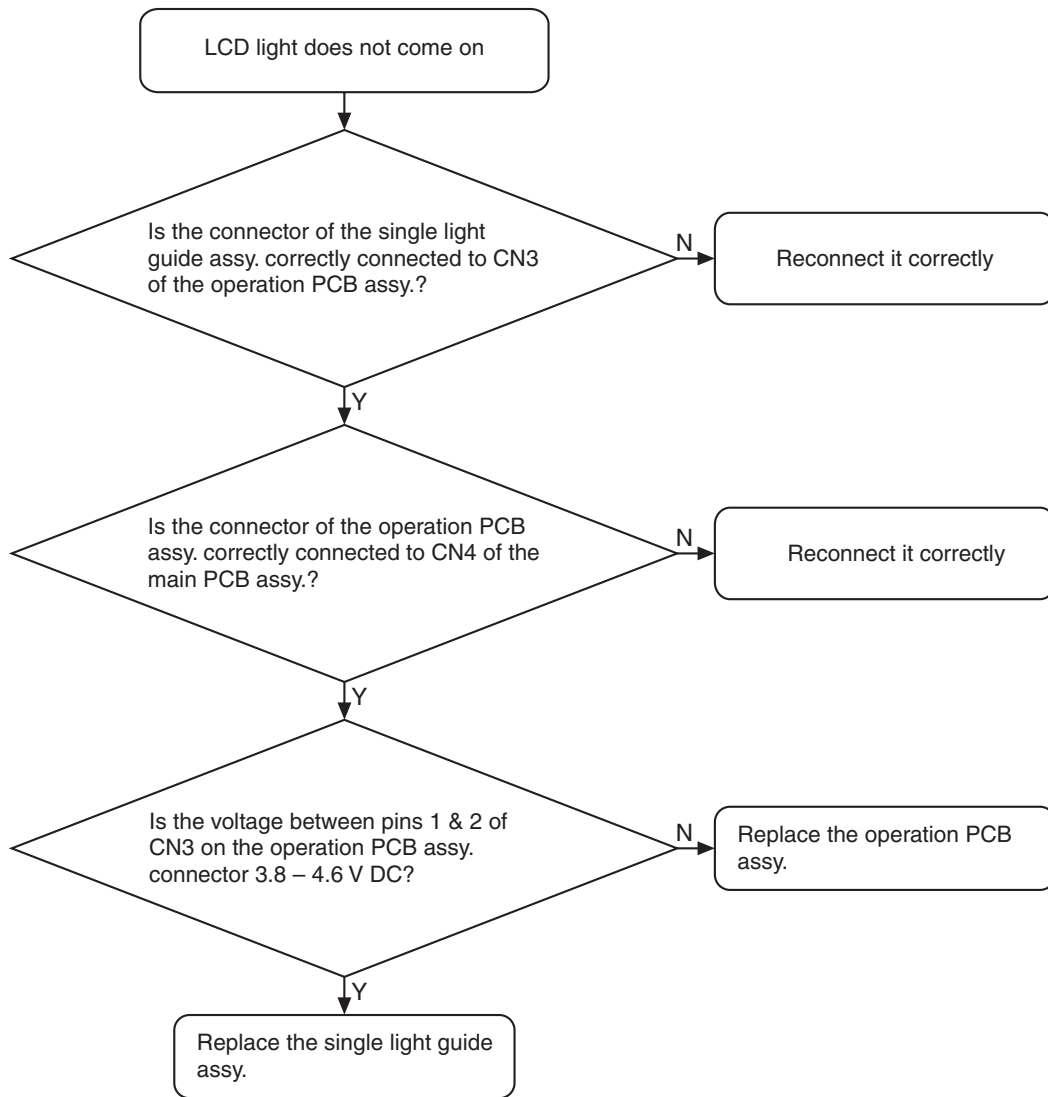 LCD light does not come on
Is the connector of the single light
guide assy. correctly connected to CN3
of the operation PCB assy.?
N
Reconnect it correctly
Y
Is the connector of the operation PCB
assy. correctly connected to CN4 of the
main PCB assy.?
N
Reconnect it correctly
Y
Is the voltage between pins 1 & 2 of
CN3 on the operation PCB assy.
connector 3.8 – 4.6 V DC?
N
Replace the operation PCB
assy.
Y
Replace the single light guide
assy.